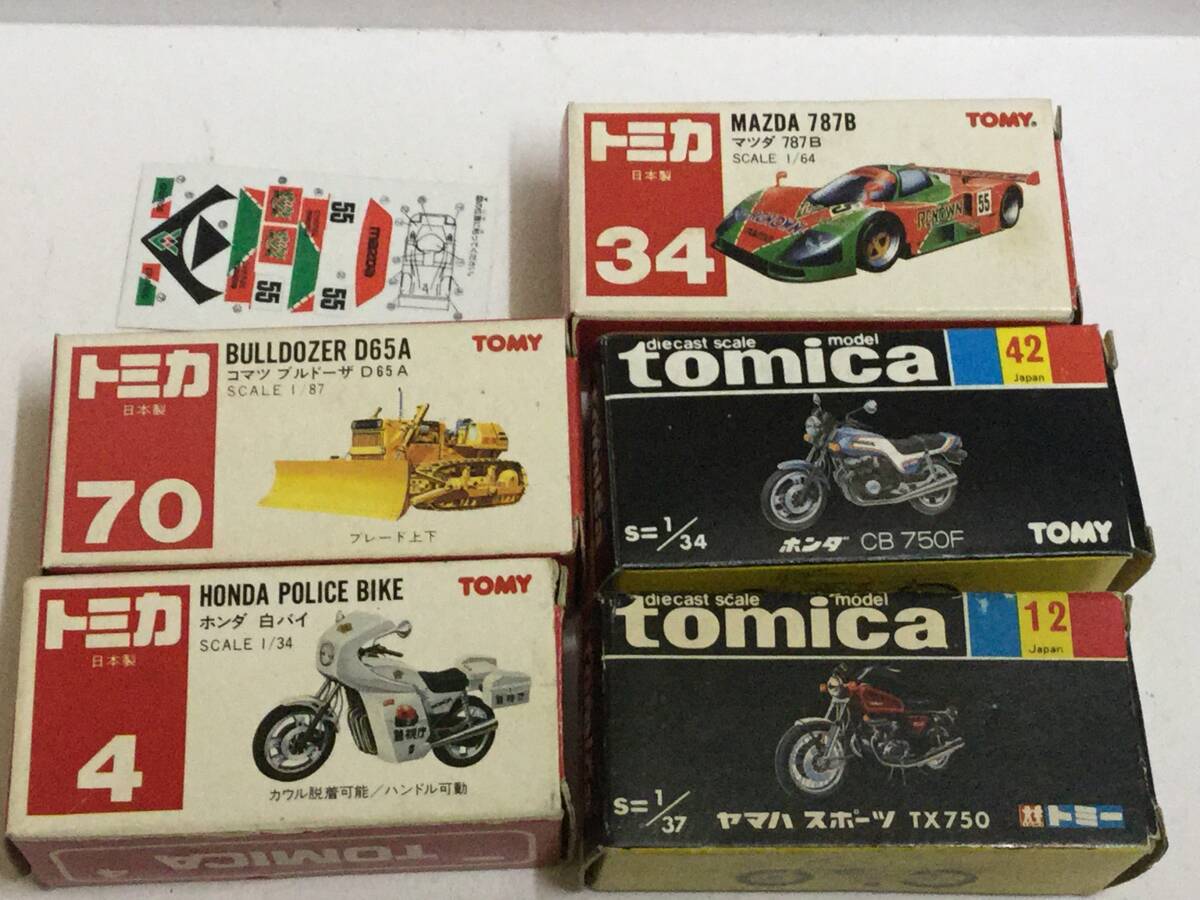 トミカ
日本製
34
MAZDA 787B
マツダ 787B
SCALE 1/64
TOMY
RENOWN
55
55
55
55
mazda
トミカ
日本製
70
BULLDOZER D65A
コマツ ブルドーザ D65A
SCALE 1/87
TOMY
ブレード上下
diecast scale model
tomica
42
Japan
S=1/34
ホンダ CB 750F
TOMY
トミカ
日本製
4
HONDA POLICE BIKE
ホンダ 白バイ
SCALE 1/34
TOMY
警視庁
カウル脱着可能/ハンドル可動
TOMICA
diecast scale model
tomica
12
Japan
S=1/37
ヤマハ スポーツ TX750
トミー